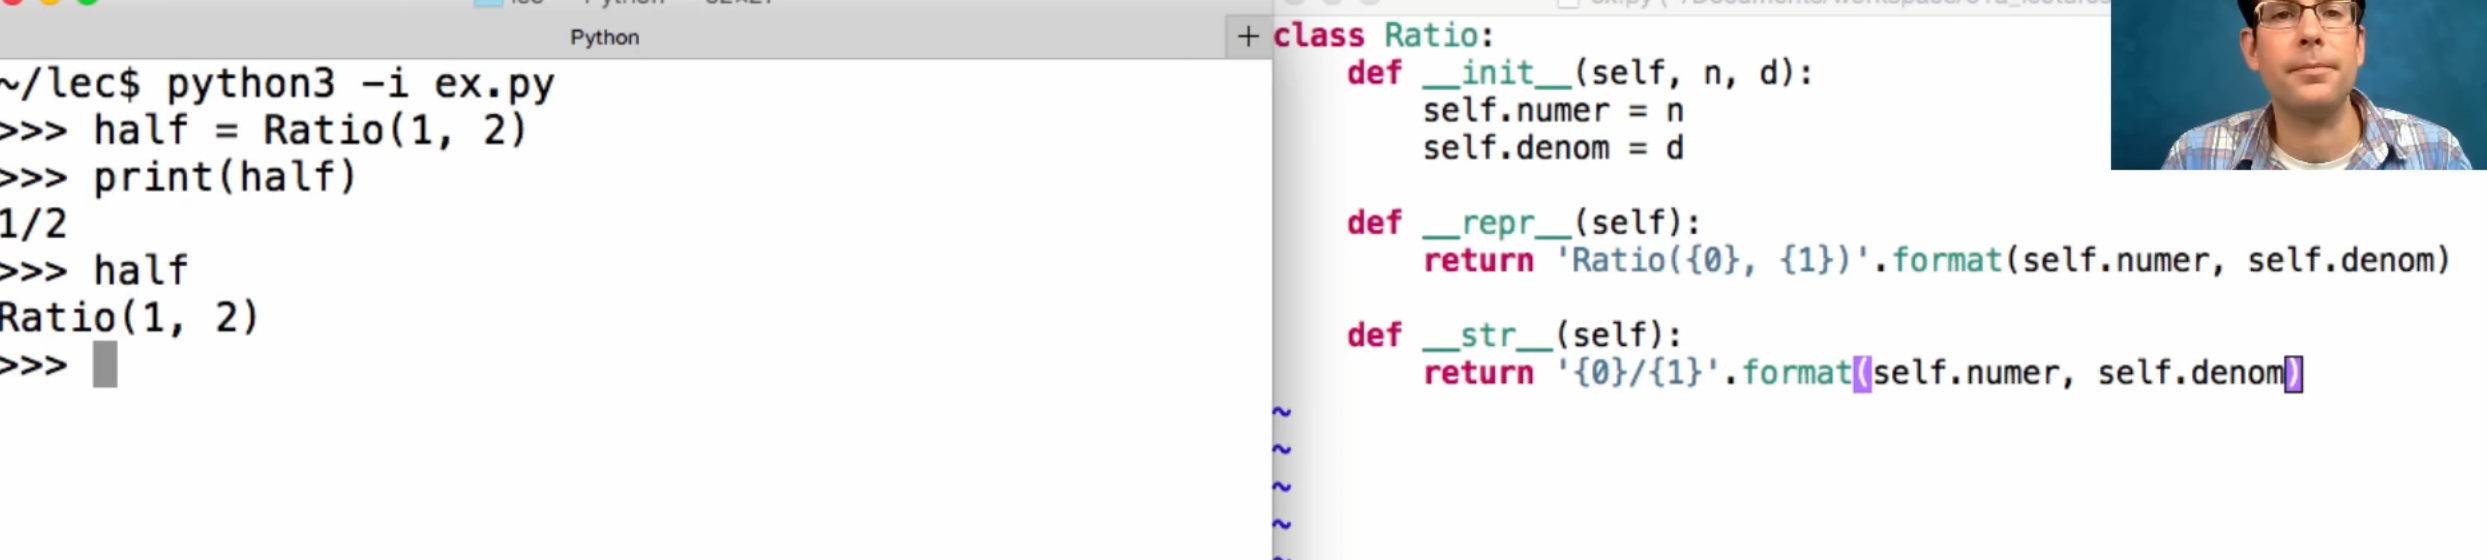 Python
+
~/lec$ python3 -i ex.py
>>> half = Ratio(1, 2)
>>> print(half)
1/2
>>> half
Ratio(1, 2)
>>>
class Ratio:
    def __init__(self, n, d):
        self.numer = n
        self.denom = d
    def __repr__(self):
        return 'Ratio({0}, {1})'.format(self.numer, self.denom)
    def __str__(self):
        return '{0}/{1}'.format(self.numer, self.denom)
~
~
~
~